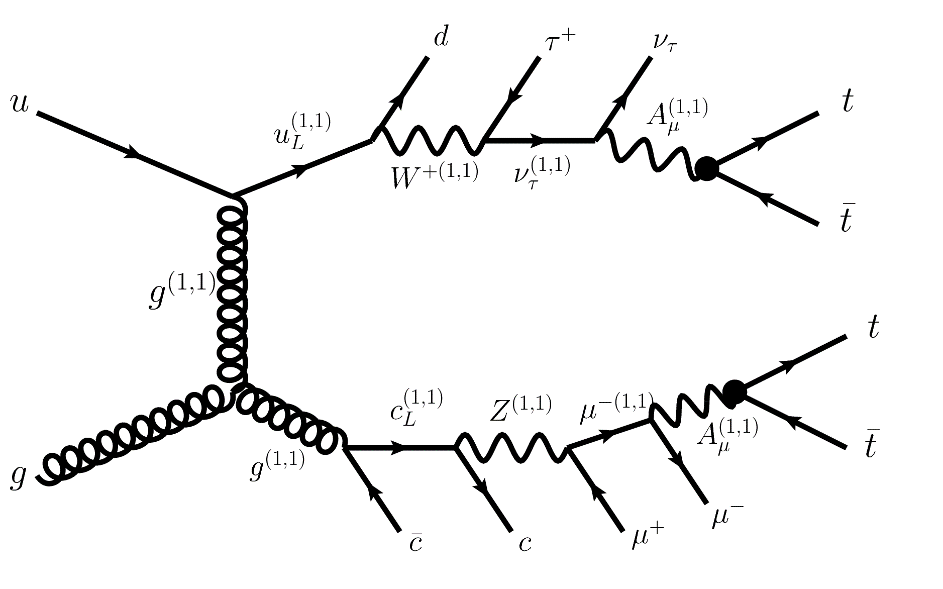 d
τ⁺
ν_τ
u
u_L^(1,1)
A_μ^(1,1)
t
W⁺^(1,1)
ν_τ^(1,1)
t̄
g^(1,1)
t
c_L^(1,1)
Z^(1,1)
μ⁻^(1,1)
A_μ^(1,1)
t̄
g
g^(1,1)
c̄
c
μ⁺
μ⁻